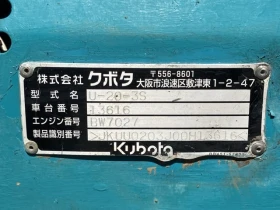 株式会社 クボタ 〒556-8601
大阪市浪速区敷津東1-2-47
型式名 U-20-3S
車台番号 13616
エンジン番号 BW7027
製品識別番号 >JKUU0203J00H13616<
Kubota